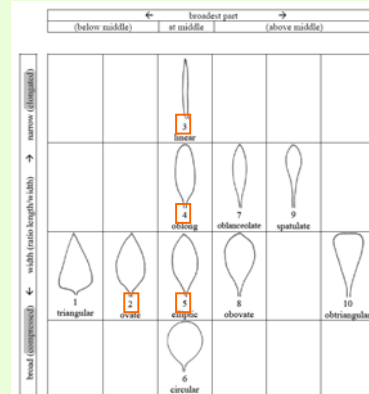 ← broadest part →
(below middle) at middle (above middle)
narrow (elongated)
↑
width (ratio length/width)
↓
broad (compressed)
3
linear
4
oblong
7
oblanceolate
9
spatulate
1
triangular
2
ovate
5
elliptic
8
obovate
10
obtriangular
6
circular